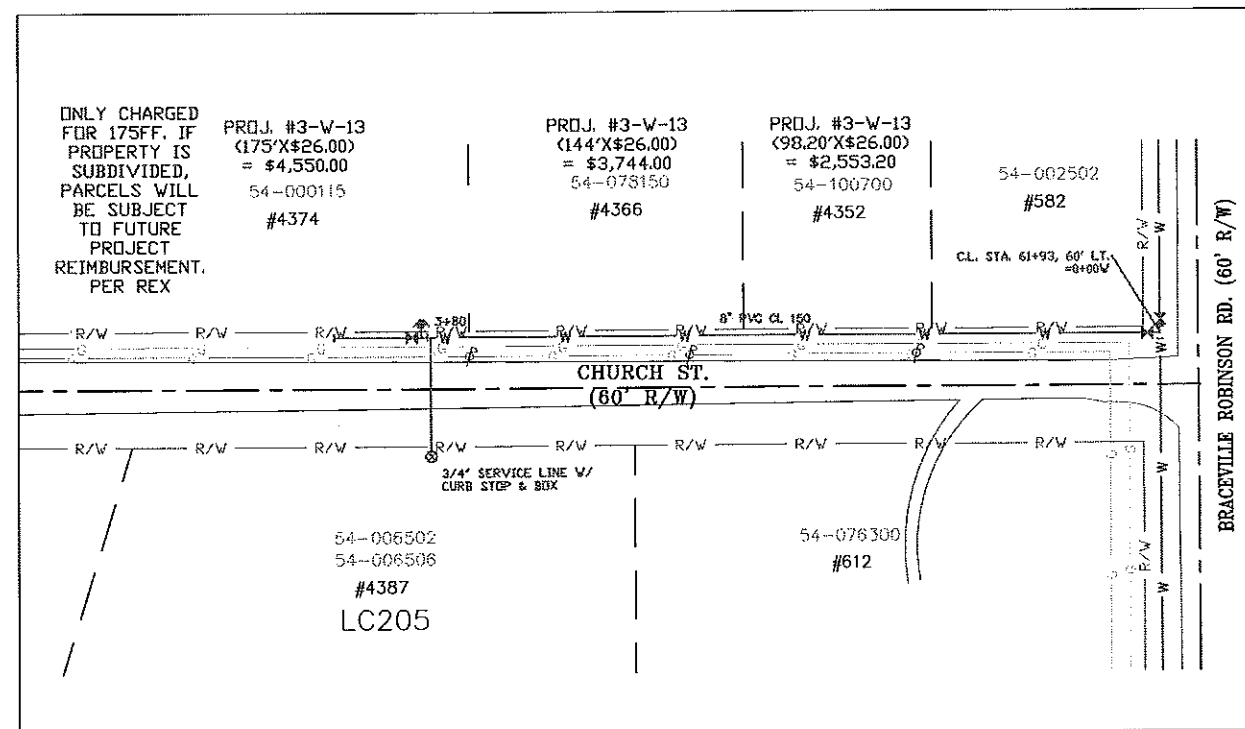 ONLY CHARGED
FOR 175FF. IF
PROPERTY IS
SUBDIVIDED,
PARCELS WILL
BE SUBJECT
TO FUTURE
PROJECT
REIMBURSEMENT.
PER REX
PROJ. #3-W-13
(175'X$26.00)
= $4,550.00
54-000115
#4374
PROJ. #3-W-13
(144'X$26.00)
= $3,744.00
54-078150
#4366
PROJ. #3-W-13
(98.20'X$26.00)
= $2,553.20
54-100700
#4352
54-002502
#582
C.L. STA. 61+93, 60' LT.
=0+00W
R/W W
BRACEVILLE ROBINSON RD. (60' R/W)
3+80
8" PVC CL 150
R/W R/W R/W R/W R/W R/W R/W R/W
W W W W W W
G G G G G G G G G
CHURCH ST.
(60' R/W)
R/W R/W R/W R/W R/W R/W R/W R/W R/W
3/4" SERVICE LINE W/
CURB STOP & BOX
54-006502
54-006506
#4387
LC205
54-076300
#612
G G G G
R/W
W W W